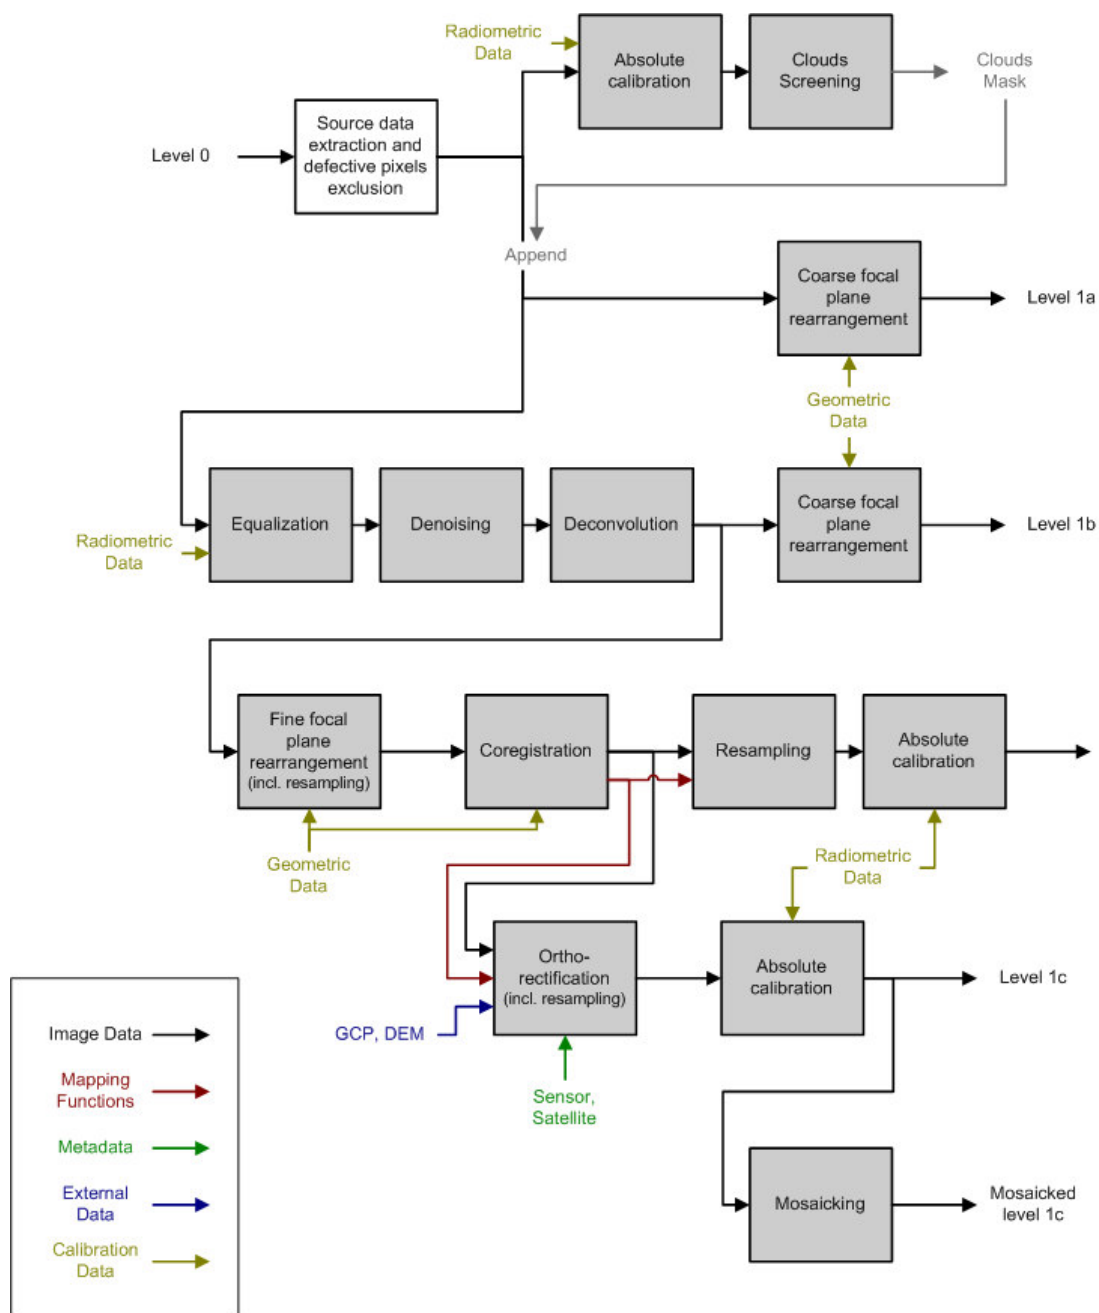 Radiometric
Data
Absolute
calibration
Clouds
Screening
Clouds
Mask
Level 0
Source data
extraction and
defective pixels
exclusion
Append
Coarse focal
plane
rearrangement
Level 1a
Geometric
Data
Radiometric
Data
Equalization
Denoising
Deconvolution
Coarse focal
plane
rearrangement
Level 1b
Fine focal
plane
rearrangement
(incl. resampling)
Coregistration
Resampling
Absolute
calibration
Geometric
Data
Radiometric
Data
Ortho-
rectification
(incl. resampling)
Absolute
calibration
Level 1c
GCP, DEM
Sensor,
Satellite
Mosaicking
Mosaicked
level 1c
Image Data
Mapping
Functions
Metadata
External
Data
Calibration
Data